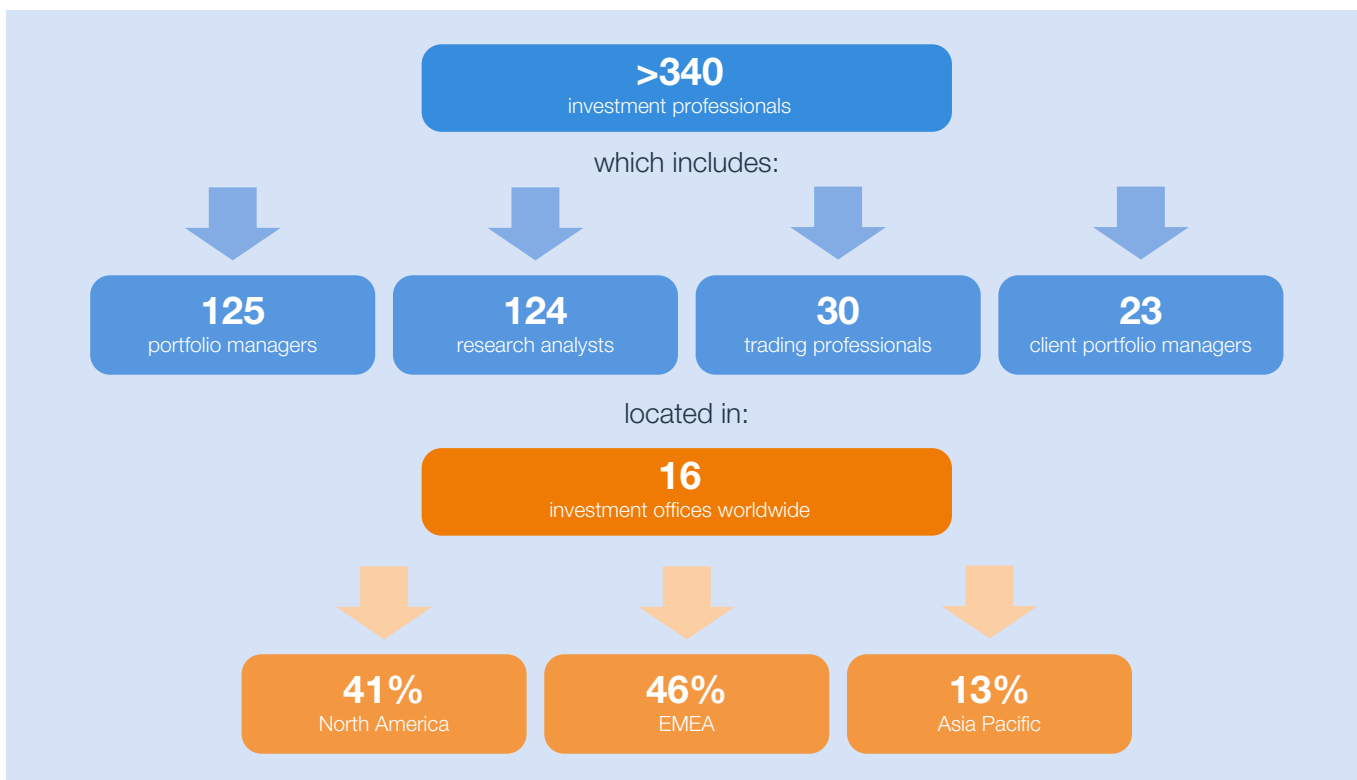 >340
investment professionals
which includes:
125
portfolio managers
124
research analysts
30
trading professionals
23
client portfolio managers
located in:
16
investment offices worldwide
41%
North America
46%
EMEA
13%
Asia Pacific